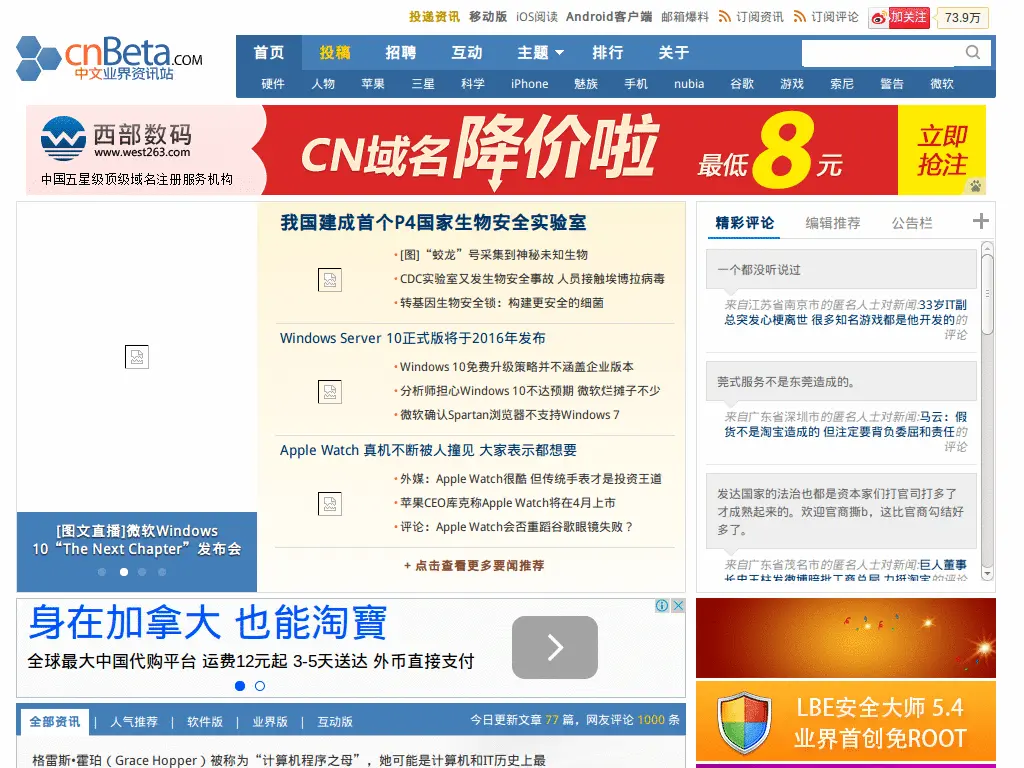 投递资讯 移动版 iOS阅读 Android客户端 邮箱爆料 订阅资讯 订阅评论 加关注 73.9万
cnBeta.COM
中文业界资讯站
首页 投稿 招聘 互动 主题 排行 关于
硬件 人物 苹果 三星 科学 iPhone 魅族 手机 nubia 谷歌 游戏 索尼 警告 微软
西部数码
www.west263.com
中国五星级顶级域名注册服务机构
CN域名降价啦
最低8元
立即
抢注
我国建成首个P4国家生物安全实验室
·[图]“蛟龙”号采集到神秘未知生物
·CDC实验室又发生物安全事故 人员接触埃博拉病毒
·转基因生物安全锁：构建更安全的细菌
Windows Server 10正式版将于2016年发布
·Windows 10免费升级策略并不涵盖企业版本
·分析师担心Windows 10不达预期 微软烂摊子不少
·微软确认Spartan浏览器不支持Windows 7
Apple Watch 真机不断被人撞见 大家表示都想要
·外媒：Apple Watch很酷 但传统手表才是投资王道
·苹果CEO库克称Apple Watch将在4月上市
·评论：Apple Watch会否重蹈谷歌眼镜失败？
+ 点击查看更多要闻推荐
[图文直播]微软Windows
10“The Next Chapter”发布会
精彩评论 编辑推荐 公告栏
一个都没听说过
来自江苏省南京市的匿名人士对新闻:33岁IT副
总突发心梗离世 很多知名游戏都是他开发的的
评论
莞式服务不是东莞造成的。
来自广东省深圳市的匿名人士对新闻:马云：假
货不是淘宝造成的 但注定要背负委屈和责任的
评论
发达国家的法治也都是资本家们打官司打多了
才成熟起来的。欢迎官商撕b，这比官商勾结好
多了。
来自广东省茂名市的匿名人士对新闻:巨人董事
长史玉柱发微博暗批工商总局 力挺淘宝的评论
身在加拿大 也能淘寶
全球最大中国代购平台 运费12元起 3-5天送达 外币直接支付
LBE安全大师 5.4
业界首创免ROOT
全部资讯 | 人气推荐 | 软件版 | 业界版 | 互动版 今日更新文章 77 篇，网友评论 1000 条
格雷斯•霍珀（Grace Hopper）被称为“计算机程序之母”，她可能是计算机和IT历史上最